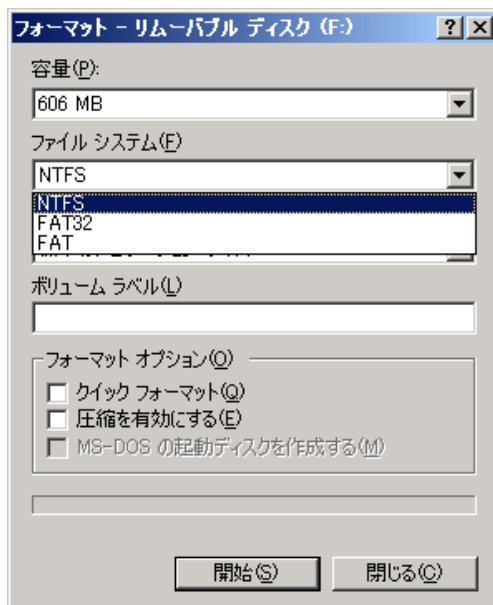 フォーマット - リムーバブル ディスク (F:)
容量(P):
606 MB
ファイル システム(F)
NTFS
NTFS
FAT32
FAT
ボリューム ラベル(L)
フォーマット オプション(O)
クイック フォーマット(Q)
圧縮を有効にする(E)
MS-DOS の起動ディスクを作成する(M)
開始(S)
閉じる(C)